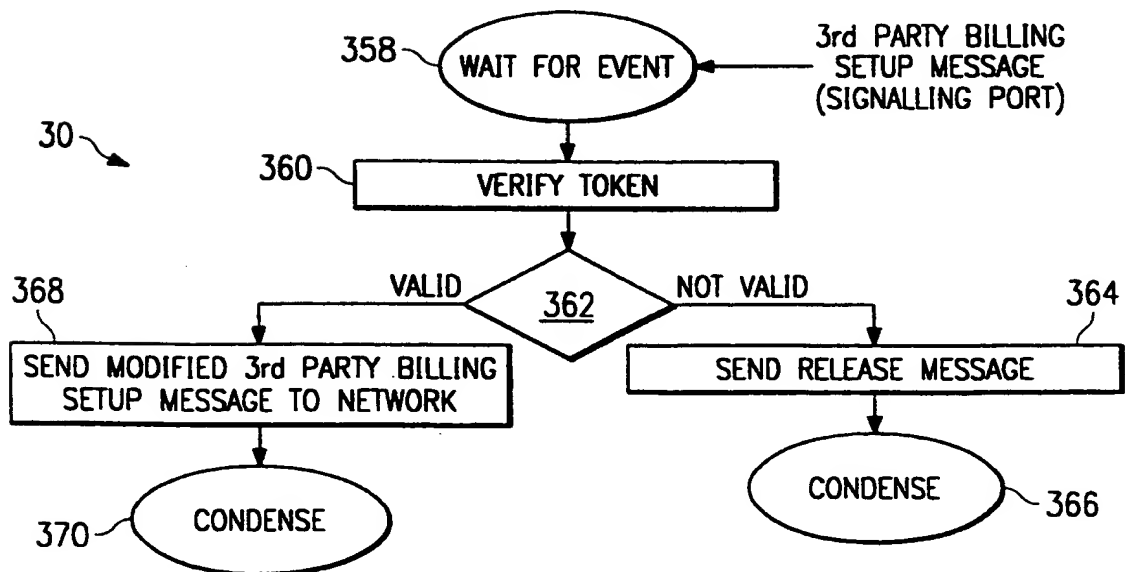 358
WAIT FOR EVENT
3rd PARTY BILLING
SETUP MESSAGE
(SIGNALLING PORT)
30
360
VERIFY TOKEN
VALID
362
NOT VALID
368
364
SEND MODIFIED 3rd PARTY BILLING
SETUP MESSAGE TO NETWORK
SEND RELEASE MESSAGE
CONDENSE
370
CONDENSE
366